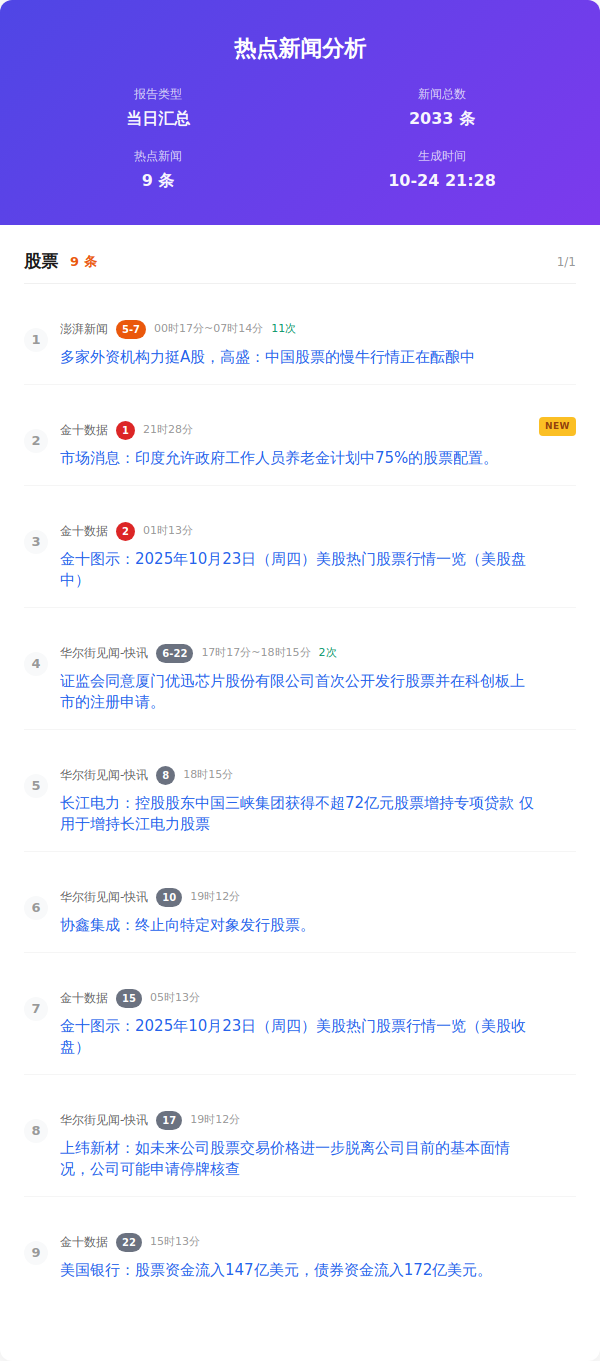 热点新闻分析
报告类型
当日汇总
新闻总数
2033 条
热点新闻
9 条
生成时间
10-24 21:28
股票 9 条 1/1
1
澎湃新闻 5-7 00时17分~07时14分 11次
多家外资机构力挺A股，高盛：中国股票的慢牛行情正在酝酿中
2
金十数据 1 21时28分 NEW
市场消息：印度允许政府工作人员养老金计划中75%的股票配置。
3
金十数据 2 01时13分
金十图示：2025年10月23日（周四）美股热门股票行情一览（美股盘
中）
4
华尔街见闻-快讯 6-22 17时17分~18时15分 2次
证监会同意厦门优迅芯片股份有限公司首次公开发行股票并在科创板上
市的注册申请。
5
华尔街见闻-快讯 8 18时15分
长江电力：控股股东中国三峡集团获得不超72亿元股票增持专项贷款 仅
用于增持长江电力股票
6
华尔街见闻-快讯 10 19时12分
协鑫集成：终止向特定对象发行股票。
7
金十数据 15 05时13分
金十图示：2025年10月23日（周四）美股热门股票行情一览（美股收
盘）
8
华尔街见闻-快讯 17 19时12分
上纬新材：如未来公司股票交易价格进一步脱离公司目前的基本面情
况，公司可能申请停牌核查
9
金十数据 22 15时13分
美国银行：股票资金流入147亿美元，债券资金流入172亿美元。